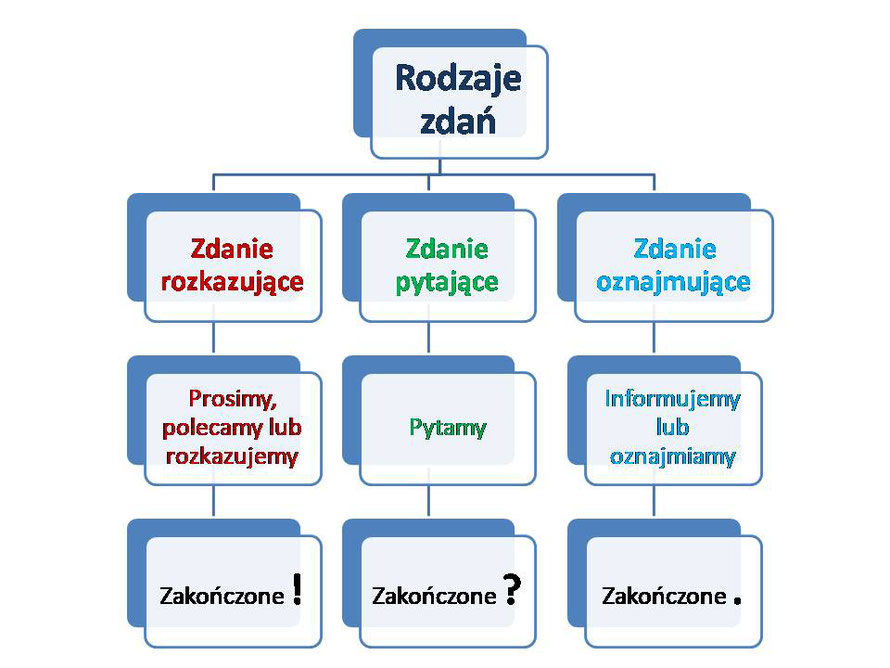 Rodzaje
zdań
Zdanie
rozkazujące
Zdanie
pytające
Zdanie
oznajmujące
Prosimy,
polecamy lub
rozkazujemy
Pytamy
Informujemy
lub
oznajmiamy
Zakończone !
Zakończone ?
Zakończone .